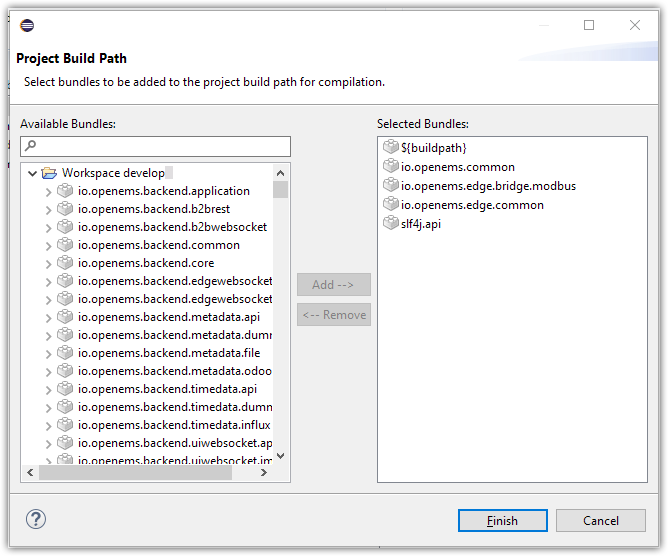 Project Build Path
Select bundles to be added to the project build path for compilation.
Available Bundles:
Workspace develop
io.openems.backend.application
io.openems.backend.b2brest
io.openems.backend.b2bwebsocket
io.openems.backend.common
io.openems.backend.core
io.openems.backend.edgewebsocket
io.openems.backend.edgewebsocket
io.openems.backend.metadata.api
io.openems.backend.metadata.dumm
io.openems.backend.metadata.file
io.openems.backend.metadata.odoo
io.openems.backend.timedata.api
io.openems.backend.timedata.dumm
io.openems.backend.timedata.influx
io.openems.backend.uiwebsocket.ap
io.openems.backend.uiwebsocket.im
Add -->
<-- Remove
Selected Bundles:
${buildpath}
io.openems.common
io.openems.edge.bridge.modbus
io.openems.edge.common
slf4j.api
?
Finish
Cancel